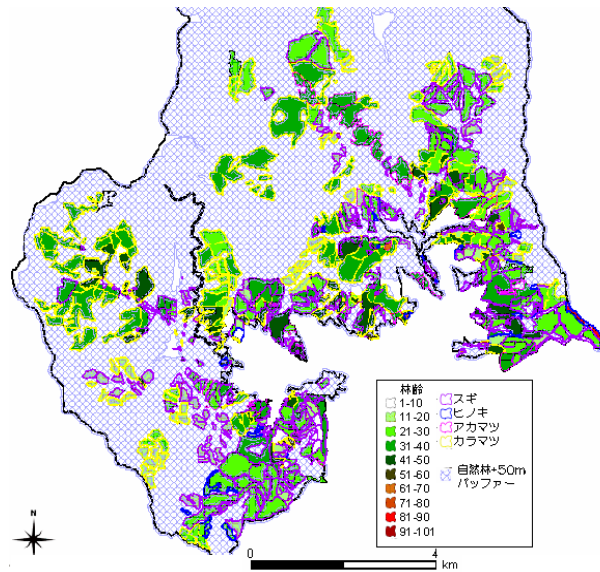 林齢
1-10
11-20
21-30
31-40
41-50
51-60
61-70
71-80
81-90
91-101
スギ
ヒノキ
アカマツ
カラマツ
自然林+50m
バッファー
N
0 4
km